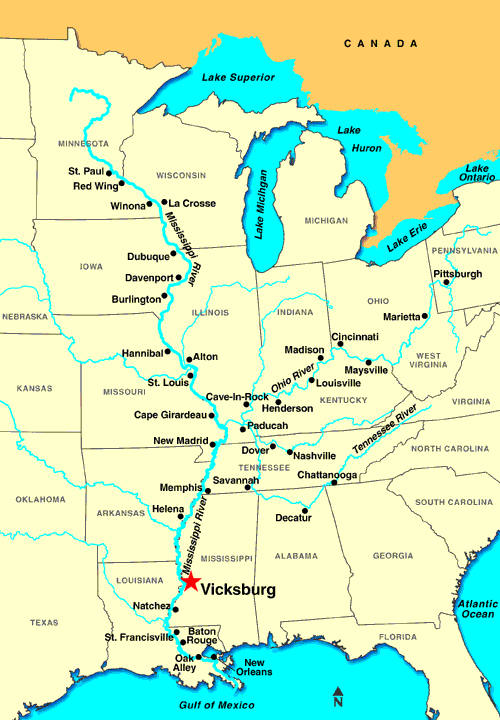 CANADA
Lake Superior
Lake
Huron
Lake
Ontario
MINNESOTA
St. Paul
Red Wing
WISCONSIN
Winona
La Crosse
Mississippi
River
Lake Micihgan
MICHIGAN
Lake Erie
PENNSYLVANIA
Pittsburgh
Dubuque
IOWA
Davenport
Burlington
NEBRASKA
ILLINOIS
INDIANA
OHIO
Marietta
Cincinnati
Madison
Hannibal
Alton
WEST
VIRGINIA
Maysville
Ohio River
Louisville
St. Louis
KANSAS
MISSOURI
Cave-In-Rock
Henderson
KENTUCKY
VIRGINIA
Cape Girardeau
Paducah
Tennessee River
New Madrid
Dover
Nashville
NORTH CAROLINA
TENNESSEE
Chattanooga
Memphis
Savannah
OKLAHOMA
ARKANSAS
Helena
Decatur
SOUTH CAROLINA
Mississippi River
MISSISSIPPI
ALABAMA
GEORGIA
LOUISIANA
Vicksburg
Natchez
Atlantic
Ocean
TEXAS
St. Francisville
Baton
Rouge
FLORIDA
Oak
Alley
New
Orleans
Gulf of Mexico
N